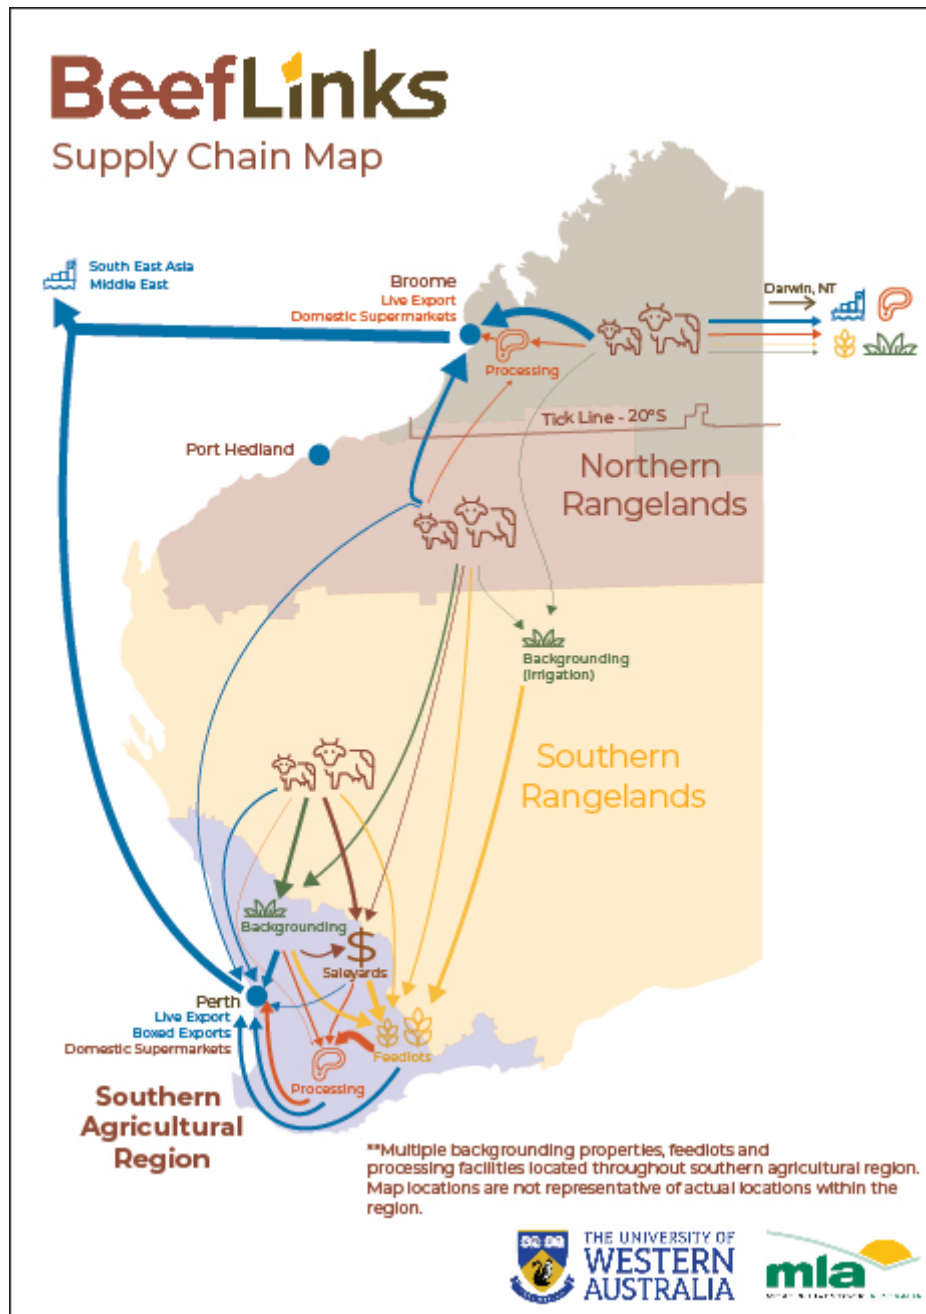 BeefLinks
Supply Chain Map
South East Asia
Middle East
Broome
Live Export
Domestic Supermarkets
Darwin, NT
Processing
Tick Line - 20°S
Port Hedland
Northern
Rangelands
Backgrounding
(Irrigation)
Southern
Rangelands
Backgrounding
$
Saleyards
Perth
Live Export
Boxed Exports
Domestic Supermarkets
Feedlots
Processing
Southern
Agricultural
Region
**Multiple backgrounding properties, feedlots and
processing facilities located throughout southern agricultural region.
Map locations are not representative of actual locations within the
region.
THE UNIVERSITY OF
WESTERN
AUSTRALIA
mla